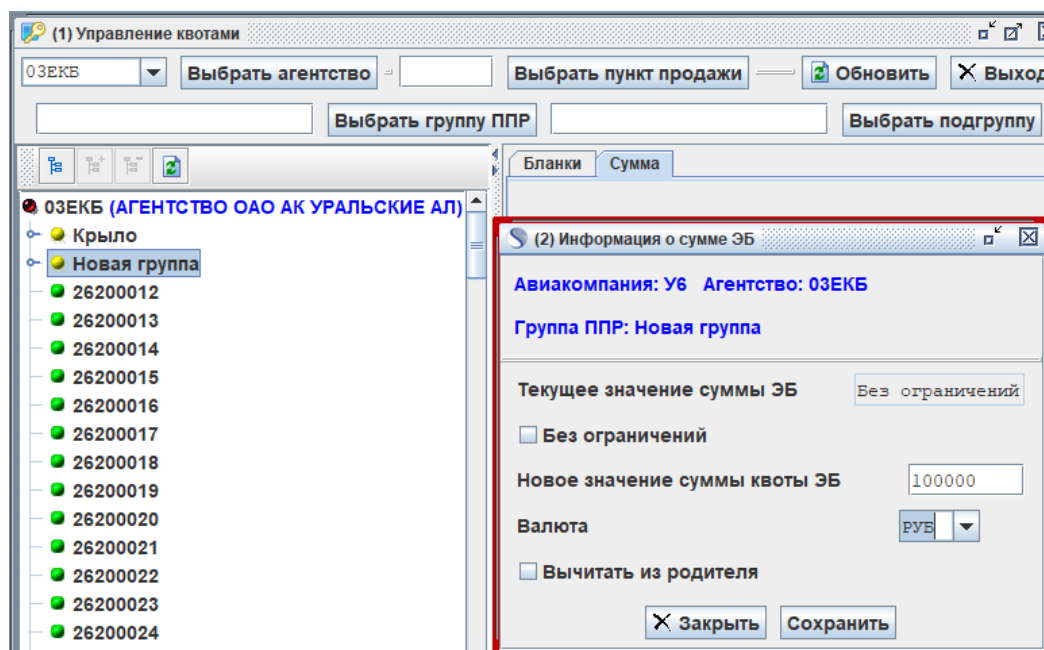 (1) Управление квотами
03ЕКБ Выбрать агентство Выбрать пункт продажи Обновить Выход
Выбрать группу ППР Выбрать подгруппу
Бланки Сумма
03ЕКБ (АГЕНТСТВО ОАО АК УРАЛЬСКИЕ АЛ)
Крыло
Новая группа
26200012
26200013
26200014
26200015
26200016
26200017
26200018
26200019
26200020
26200021
26200022
26200023
26200024
(2) Информация о сумме ЭБ
Авиакомпания: У6 Агентство: 03ЕКБ
Группа ППР: Новая группа
Текущее значение суммы ЭБ Без ограничений
Без ограничений
Новое значение суммы квоты ЭБ 100000
Валюта РУБ
Вычитать из родителя
Закрыть Сохранить